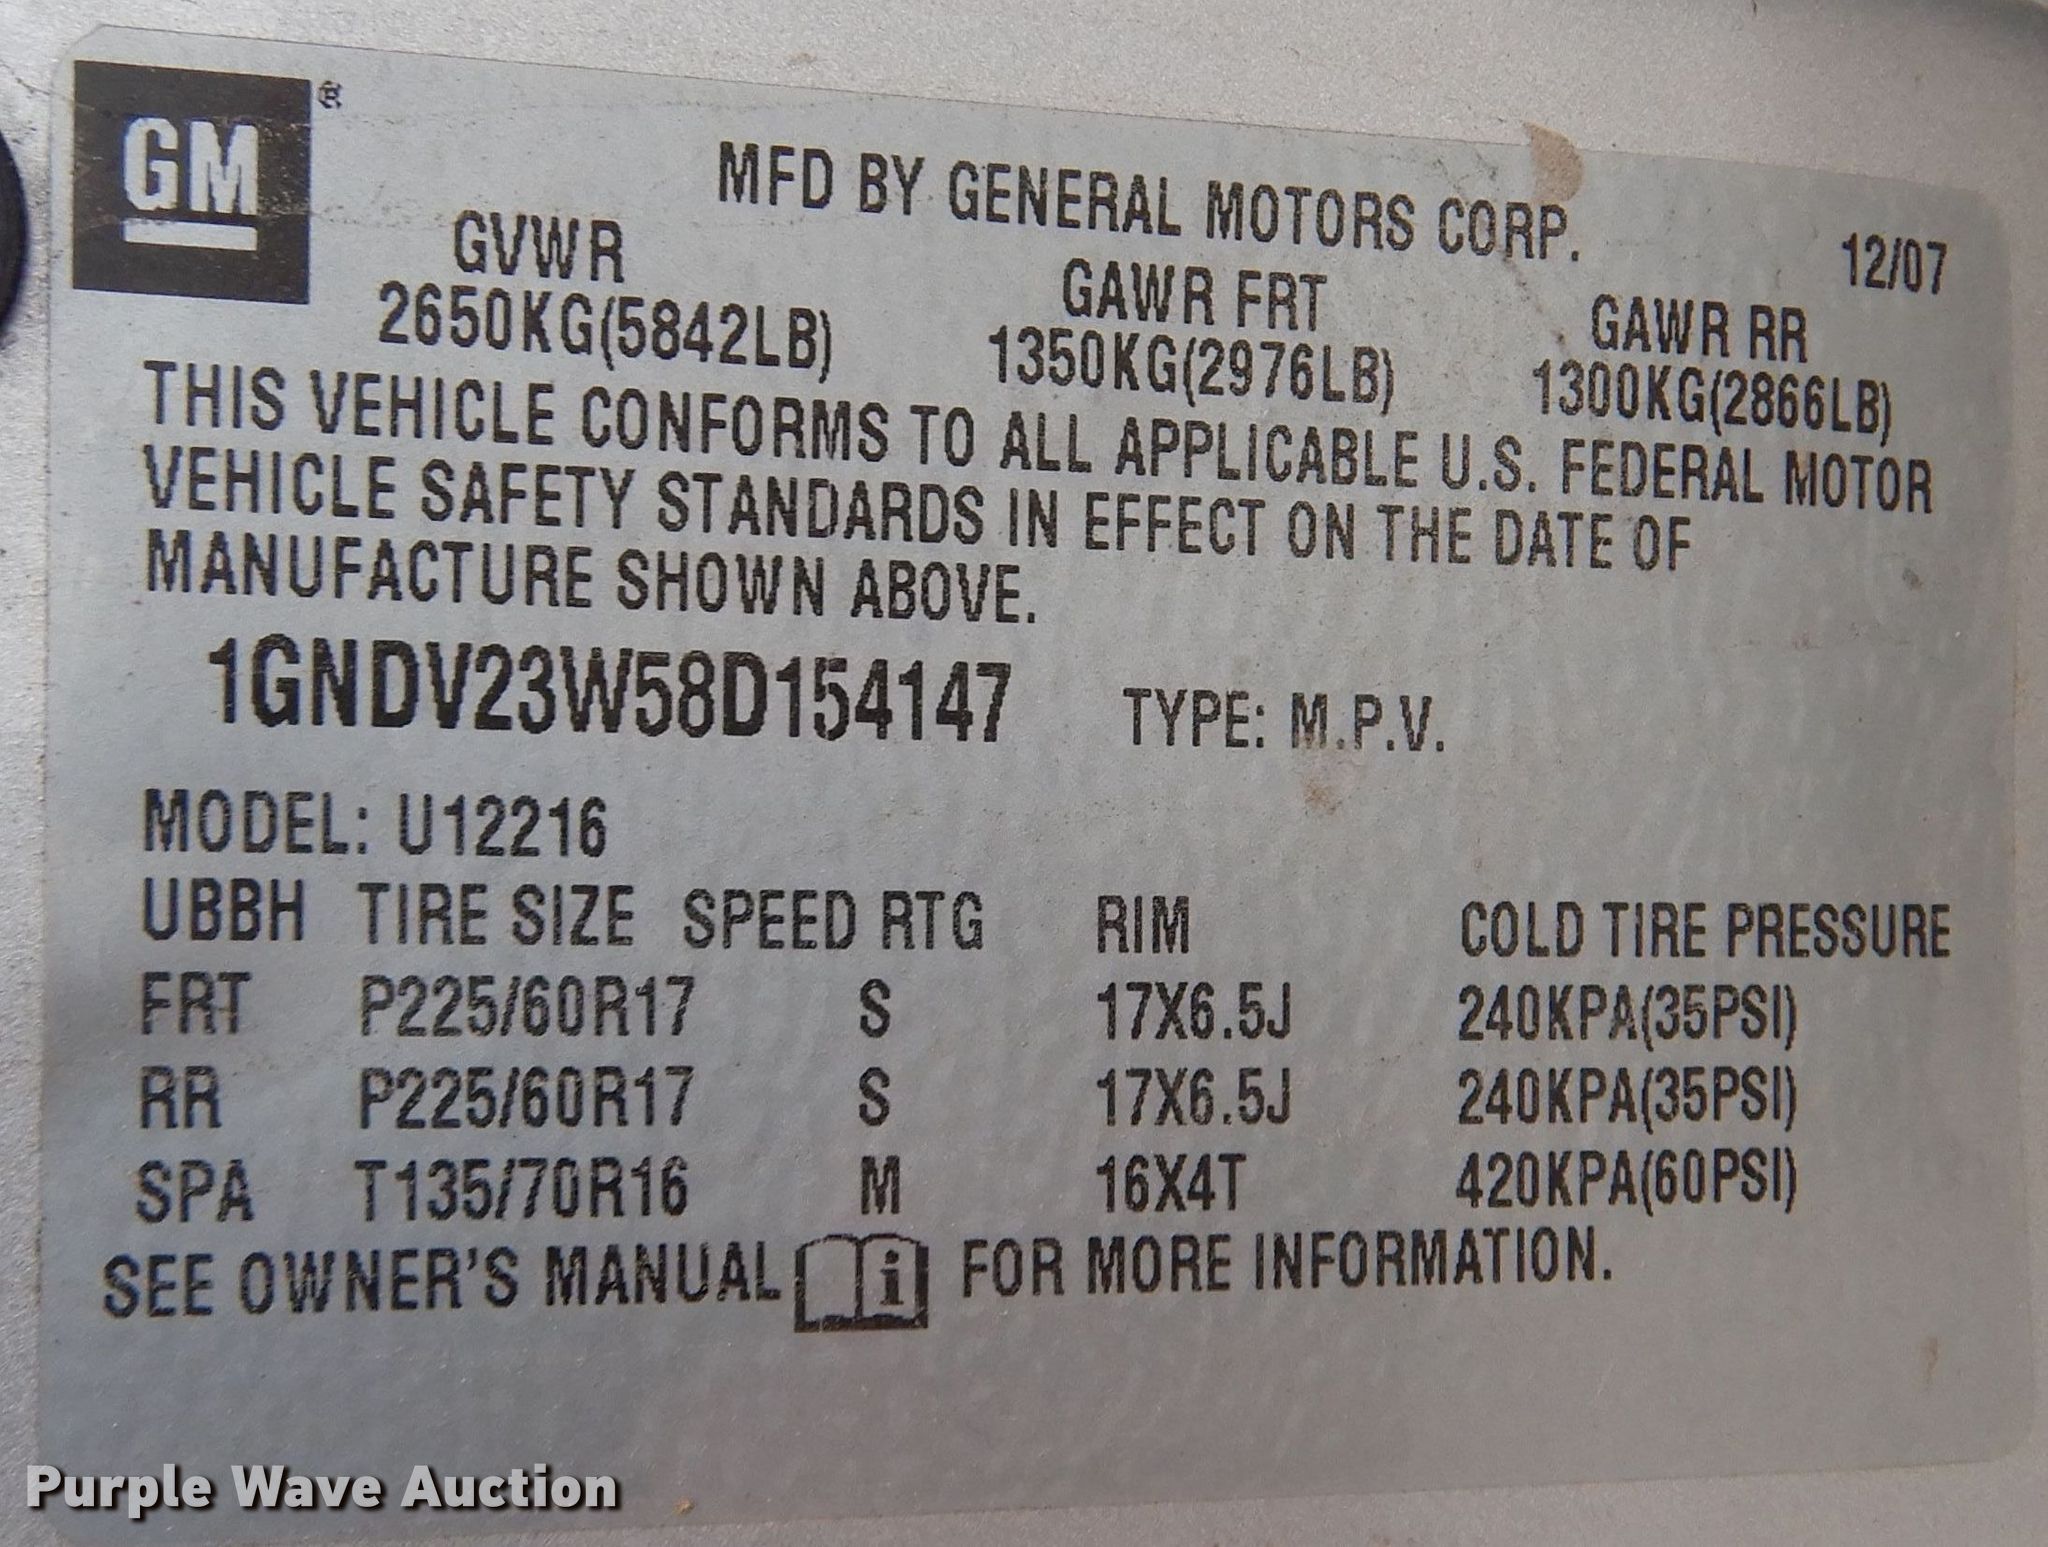 GM ®
MFD BY GENERAL MOTORS CORP.
12/07
GVWR
2650KG(5842LB)
GAWR FRT
1350KG(2976LB)
GAWR RR
1300KG(2866LB)
THIS VEHICLE CONFORMS TO ALL APPLICABLE U.S. FEDERAL MOTOR
VEHICLE SAFETY STANDARDS IN EFFECT ON THE DATE OF
MANUFACTURE SHOWN ABOVE.
1GNDV23W58D154147 TYPE: M.P.V.
MODEL: U12216
UBBH TIRE SIZE SPEED RTG RIM COLD TIRE PRESSURE
FRT P225/60R17 S 17X6.5J 240KPA(35PSI)
RR P225/60R17 S 17X6.5J 240KPA(35PSI)
SPA T135/70R16 M 16X4T 420KPA(60PSI)
SEE OWNER'S MANUAL i FOR MORE INFORMATION.
Purple Wave Auction